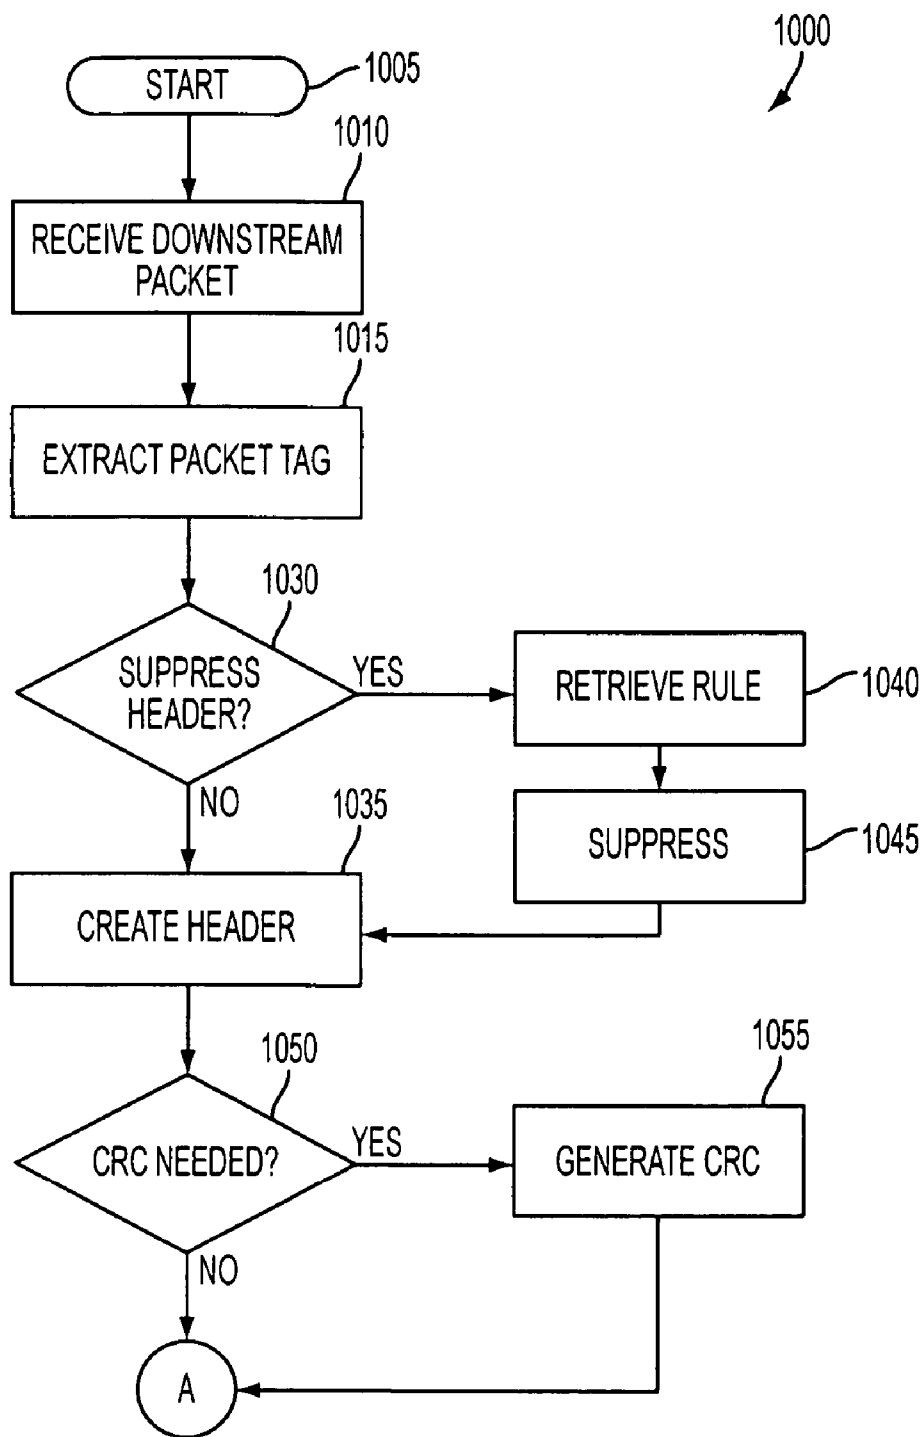 1000
START
1005
1010
RECEIVE DOWNSTREAM
PACKET
1015
EXTRACT PACKET TAG
1030
SUPPRESS
HEADER?
YES
RETRIEVE RULE
1040
NO
1035
SUPPRESS
1045
CREATE HEADER
1050
CRC NEEDED?
YES
1055
GENERATE CRC
NO
A